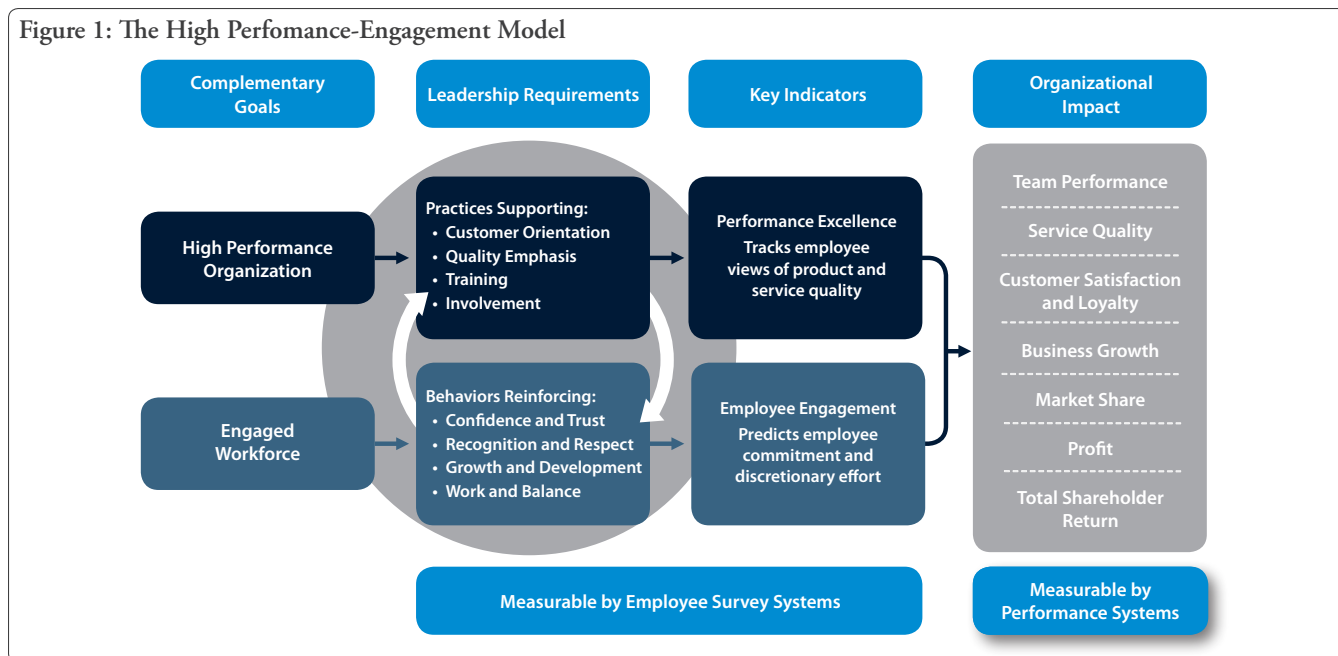 Figure 1: The High Perfomance-Engagement Model
Complementary
Goals
Leadership Requirements
Key Indicators
Organizational
Impact
High Performance
Organization
Practices Supporting:
• Customer Orientation
• Quality Emphasis
• Training
• Involvement
Performance Excellence
Tracks employee
views of product and
service quality
Engaged
Workforce
Behaviors Reinforcing:
• Confidence and Trust
• Recognition and Respect
• Growth and Development
• Work and Balance
Employee Engagement
Predicts employee
commitment and
discretionary effort
Team Performance
Service Quality
Customer Satisfaction
and Loyalty
Business Growth
Market Share
Profit
Total Shareholder
Return
Measurable by Employee Survey Systems
Measurable by
Performance Systems